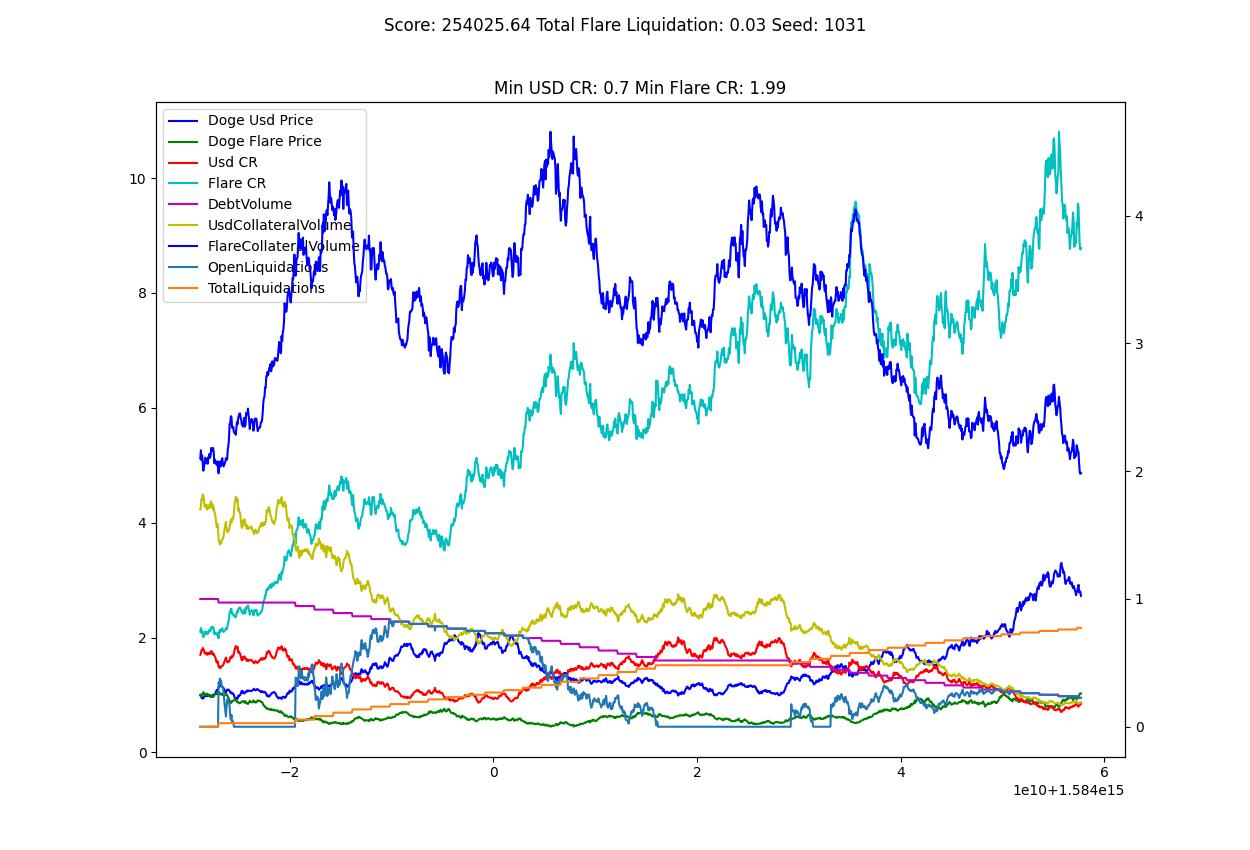 Score: 254025.64 Total Flare Liquidation: 0.03 Seed: 1031
Min USD CR: 0.7 Min Flare CR: 1.99
Doge Usd Price
Doge Flare Price
Usd CR
Flare CR
DebtVolume
UsdCollateralVolume
FlareCollateralVolume
OpenLiquidations
TotalLiquidations
10
8
6
4
2
0
4
3
2
1
0
−2
0
2
4
6
1e10+1.584e15